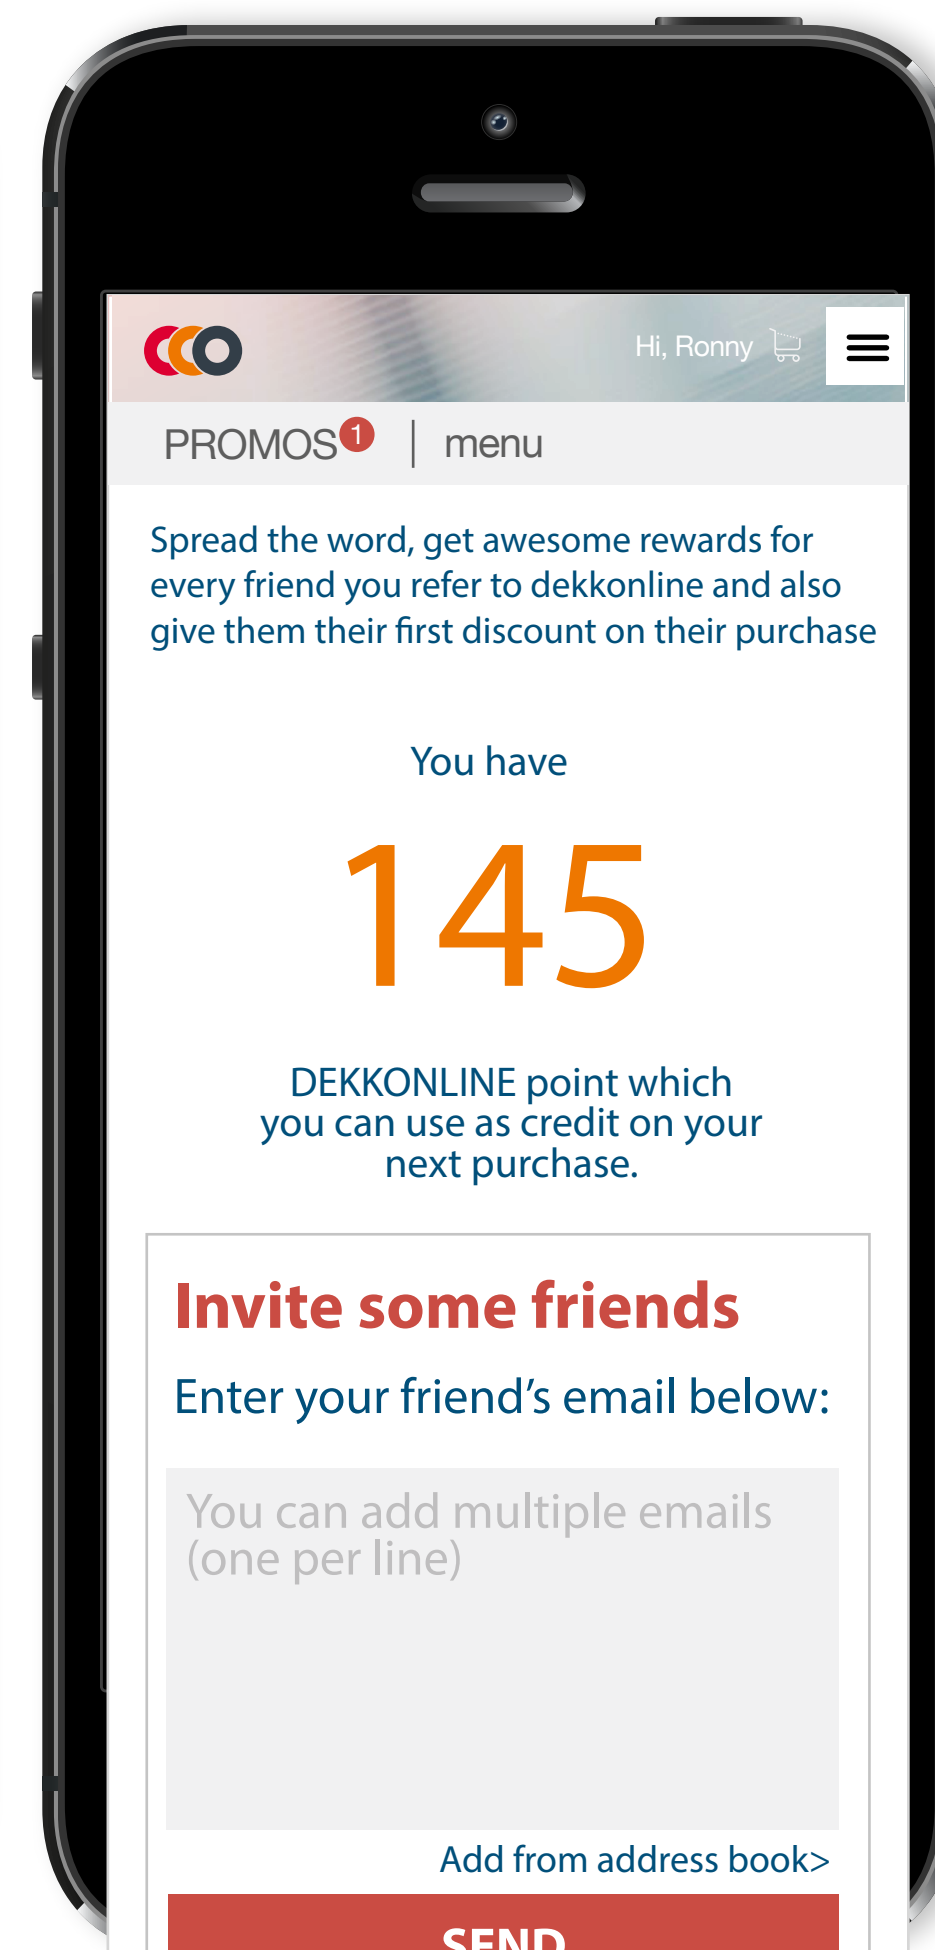 Hi, Ronny
PROMOS 1 | menu
Spread the word, get awesome rewards for
every friend you refer to dekkonline and also
give them their first discount on their purchase
You have
145
DEKKONLINE point which
you can use as credit on your
next purchase.
Invite some friends
Enter your friend’s email below:
You can add multiple emails
(one per line)
Add from address book>
SEND